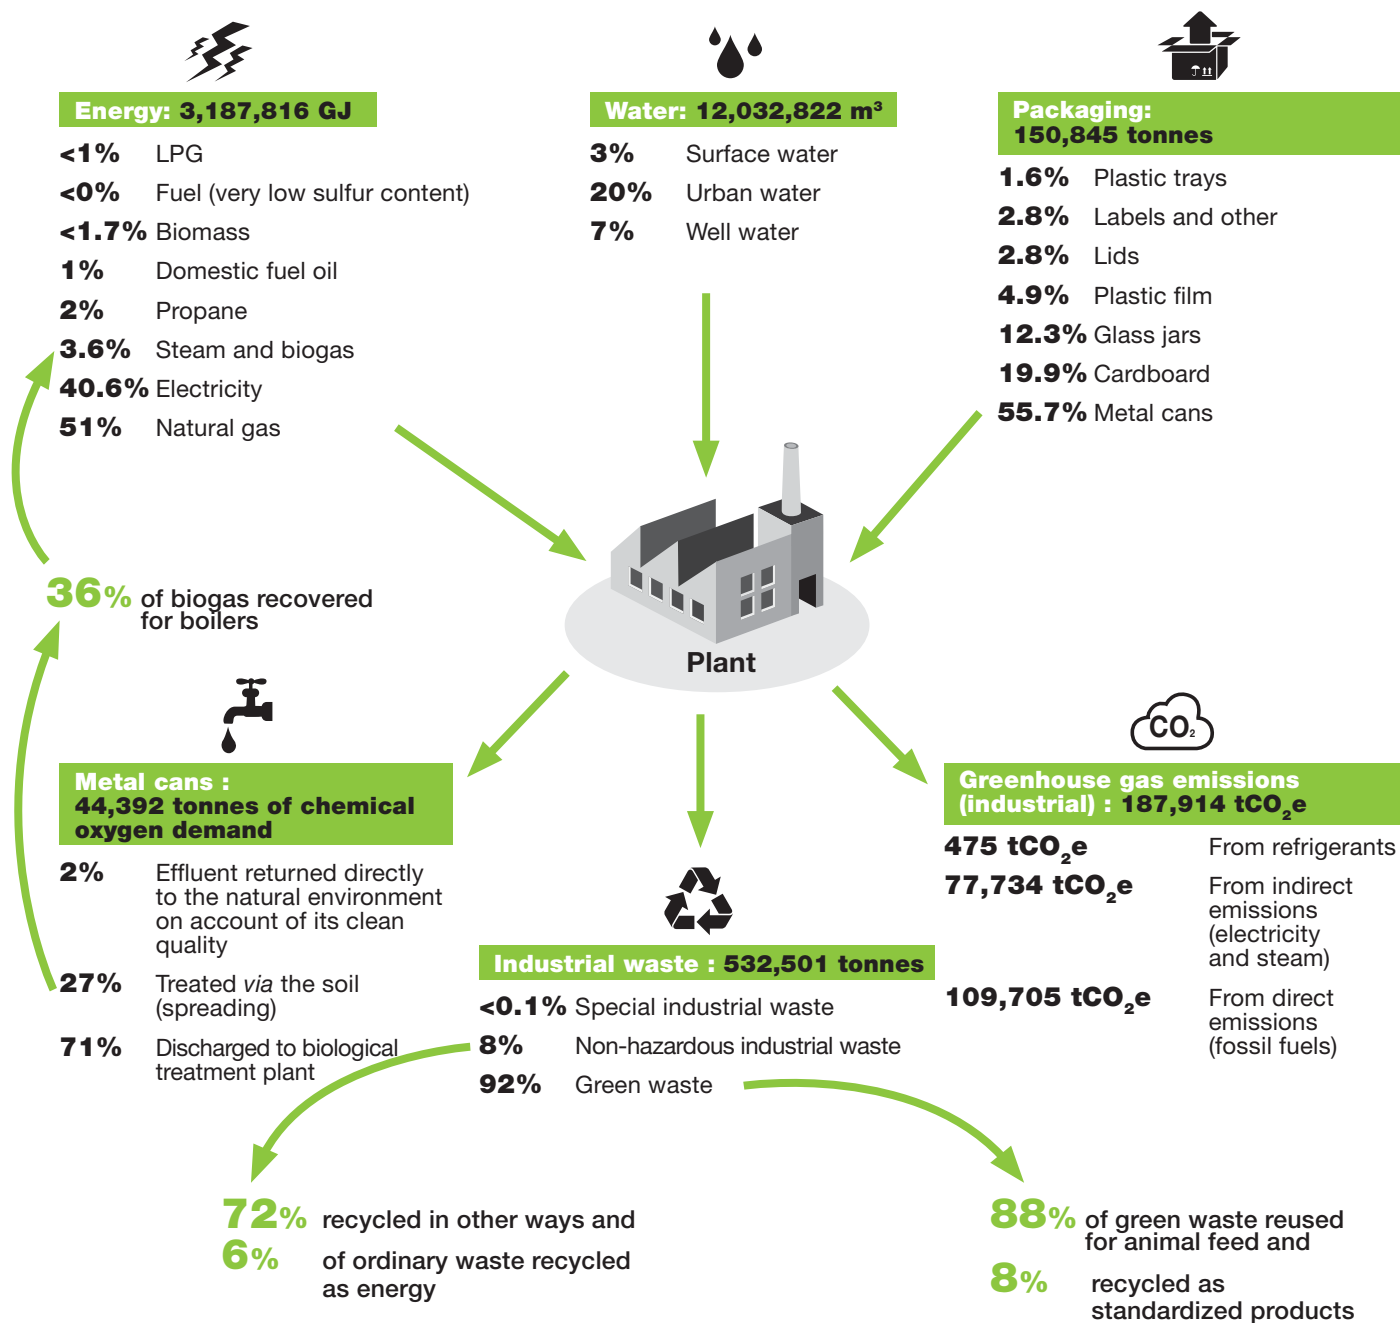 Energy: 3,187,816 GJ
<1% LPG
<0% Fuel (very low sulfur content)
<1.7% Biomass
1% Domestic fuel oil
2% Propane
3.6% Steam and biogas
40.6% Electricity
51% Natural gas
Water: 12,032,822 m³
3% Surface water
20% Urban water
7% Well water
Packaging:
150,845 tonnes
1.6% Plastic trays
2.8% Labels and other
2.8% Lids
4.9% Plastic film
12.3% Glass jars
19.9% Cardboard
55.7% Metal cans
36% of biogas recovered
for boilers
Plant
Metal cans :
44,392 tonnes of chemical
oxygen demand
2% Effluent returned directly
to the natural environment
on account of its clean
quality
27% Treated via the soil
(spreading)
71% Discharged to biological
treatment plant
Industrial waste : 532,501 tonnes
<0.1% Special industrial waste
8% Non-hazardous industrial waste
92% Green waste
CO₂
Greenhouse gas emissions
(industrial) : 187,914 tCO₂e
475 tCO₂e From refrigerants
77,734 tCO₂e From indirect
emissions
(electricity
and steam)
109,705 tCO₂e From direct
emissions
(fossil fuels)
72% recycled in other ways and
6% of ordinary waste recycled
as energy
88% of green waste reused
for animal feed and
8% recycled as
standardized products